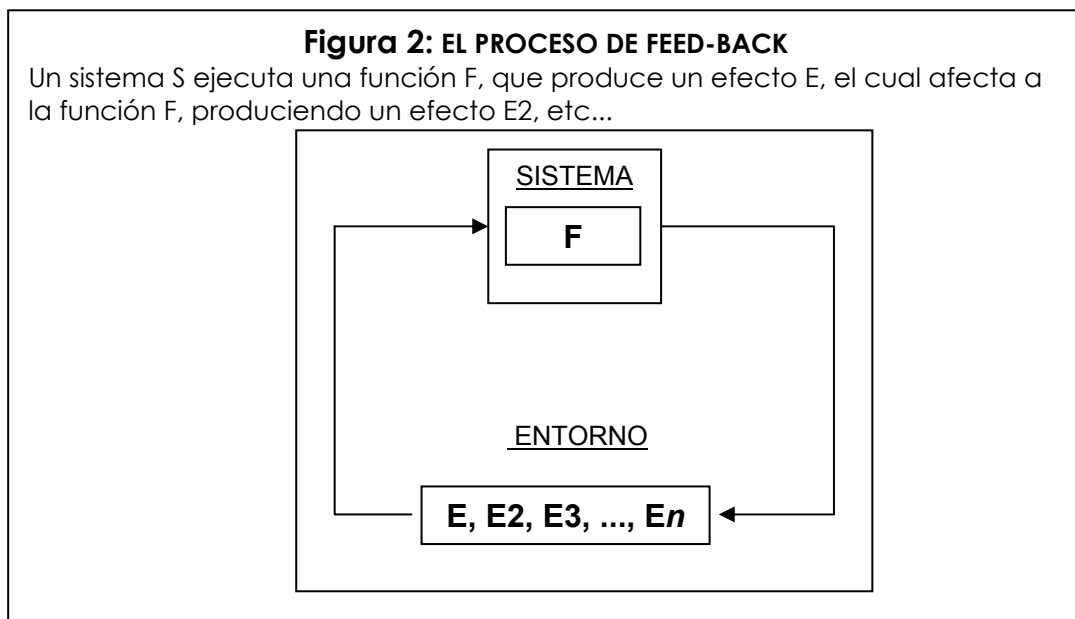 Figura 2: EL PROCESO DE FEED-BACK
Un sistema S ejecuta una función F, que produce un efecto E, el cual afecta a
la función F, produciendo un efecto E2, etc...
SISTEMA
F
ENTORNO
E, E2, E3, ..., En